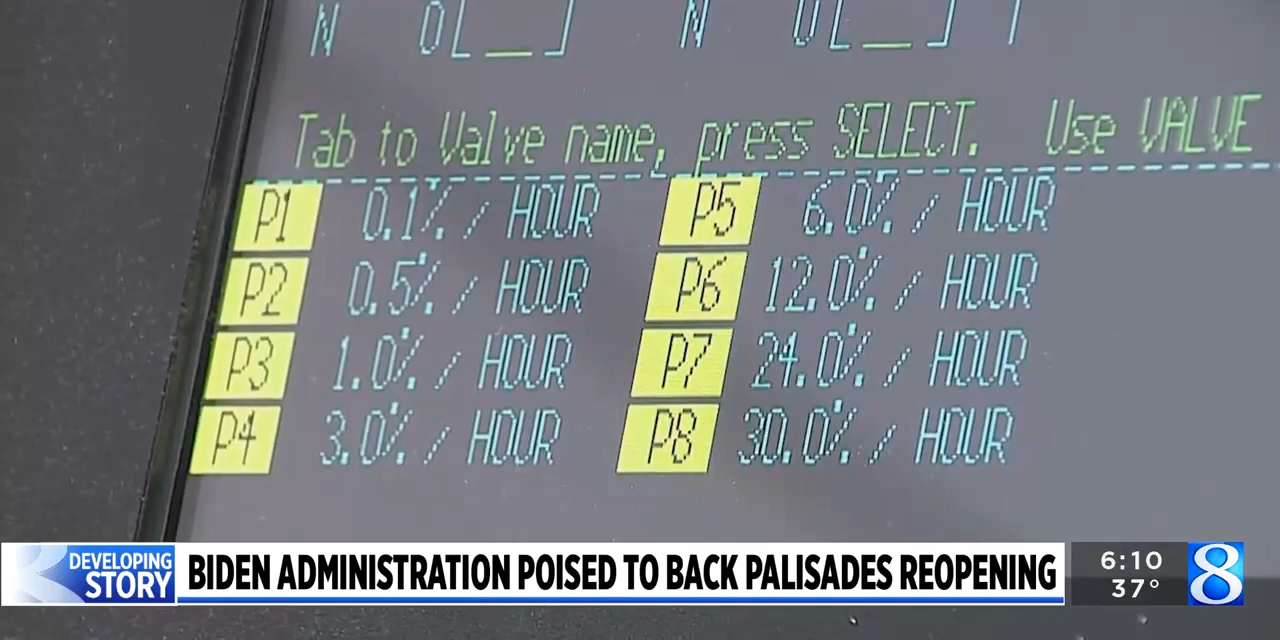 N 0[_] N 0[_]
Tab to Valve name, press SELECT. Use VALVE
P1 0.1% / HOUR P5 6.0% / HOUR
P2 0.5% / HOUR P6 12.0% / HOUR
P3 1.0% / HOUR P7 24.0% / HOUR
P4 3.0% / HOUR P8 30.0% / HOUR
DEVELOPING STORY
BIDEN ADMINISTRATION POISED TO BACK PALISADES REOPENING
6:10
37°
8